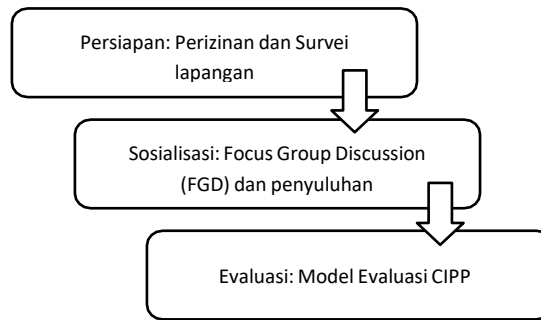 Persiapan: Perizinan dan Survei
lapangan
Sosialisasi: Focus Group Discussion
(FGD) dan penyuluhan
Evaluasi: Model Evaluasi CIPP